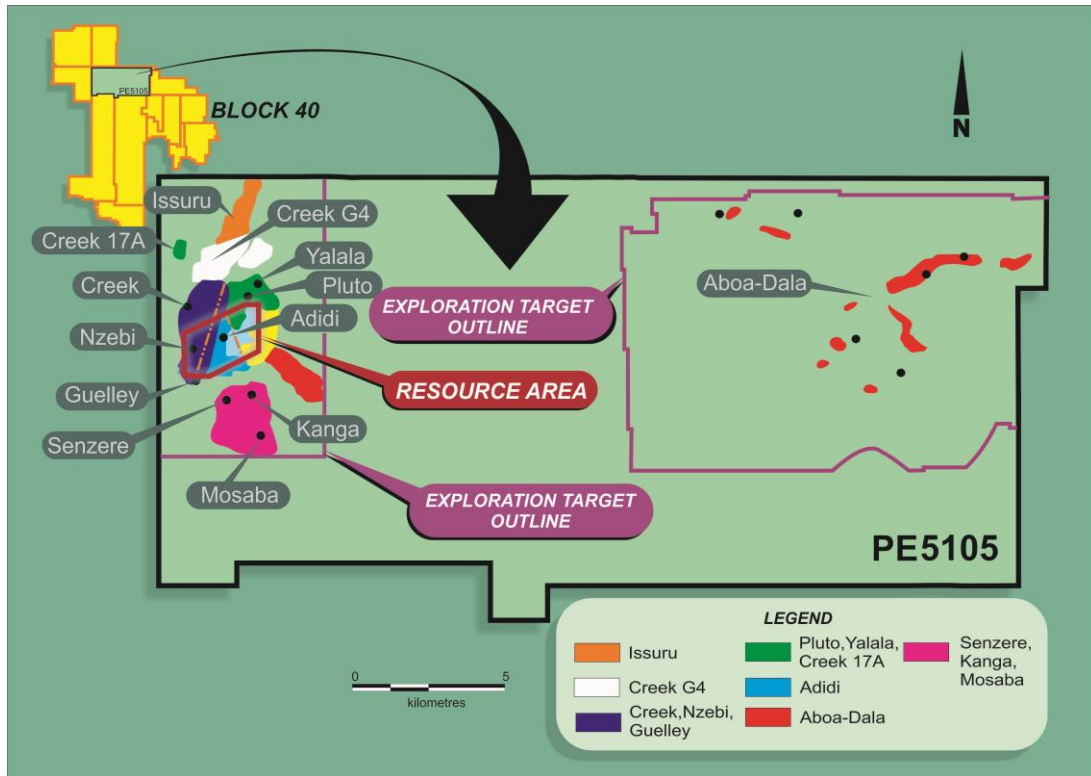 PE5105
BLOCK 40
N
Issuru
Creek G4
Creek 17A
Yalala
Creek
Pluto
EXPLORATION TARGET
OUTLINE
Aboa-Dala
Nzebi
Adidi
RESOURCE AREA
Guelley
Kanga
Senzere
Mosaba
EXPLORATION TARGET
OUTLINE
PE5105
0
5
kilometres
LEGEND
Issuru
Creek G4
Creek,Nzebi,
Guelley
Pluto,Yalala,
Creek 17A
Adidi
Aboa-Dala
Senzere,
Kanga,
Mosaba